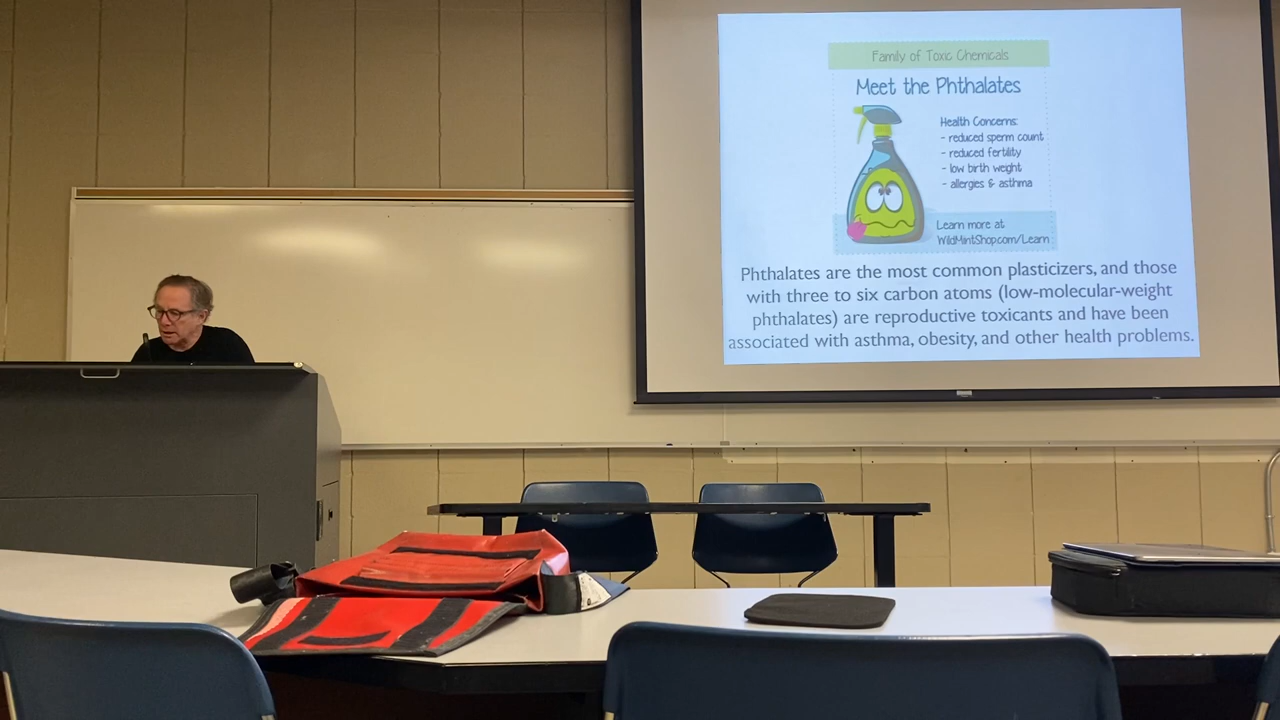 Family of Toxic Chemicals
Meet the Phthalates
Health Concerns:
- reduced sperm count
- reduced fertility
- low birth weight
- allergies & asthma
Learn more at
WildMintShop.com/Learn
Phthalates are the most common plasticizers, and those
with three to six carbon atoms (low-molecular-weight
phthalates) are reproductive toxicants and have been
associated with asthma, obesity, and other health problems.